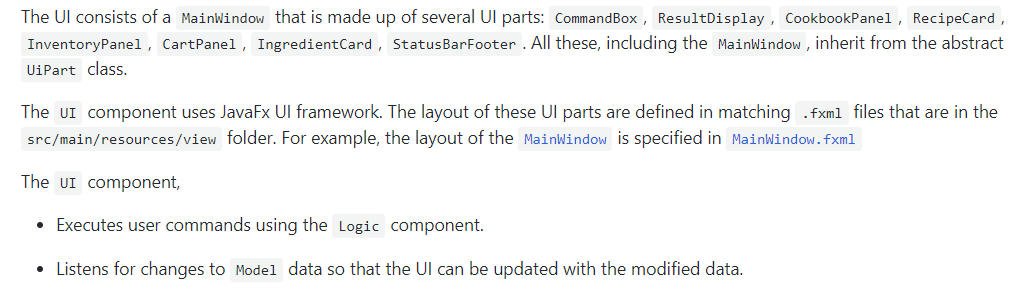 The UI consists of a MainWindow that is made up of several UI parts: CommandBox , ResultDisplay , CookbookPanel , RecipeCard ,
InventoryPanel , CartPanel , IngredientCard , StatusBarFooter . All these, including the MainWindow , inherit from the abstract
UiPart class.
The UI component uses JavaFx UI framework. The layout of these UI parts are defined in matching .fxml files that are in the
src/main/resources/view folder. For example, the layout of the MainWindow is specified in MainWindow.fxml
The UI component,
• Executes user commands using the Logic component.
• Listens for changes to Model data so that the UI can be updated with the modified data.